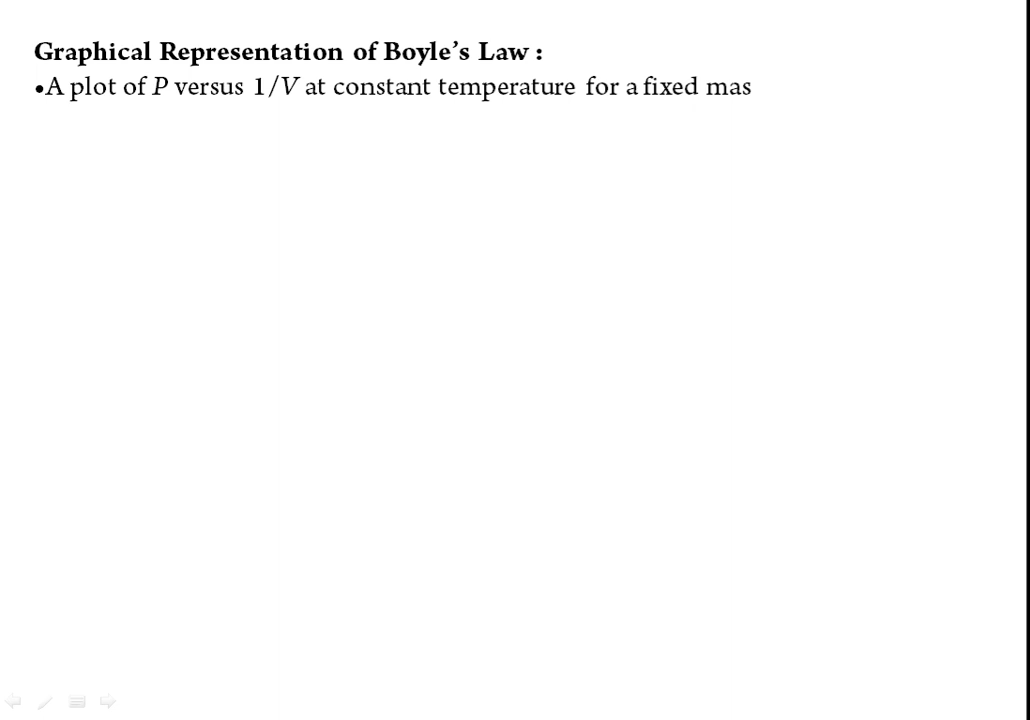 Graphical Representation of Boyle’s Law :
•A plot of P versus 1/V at constant temperature for a fixed mas